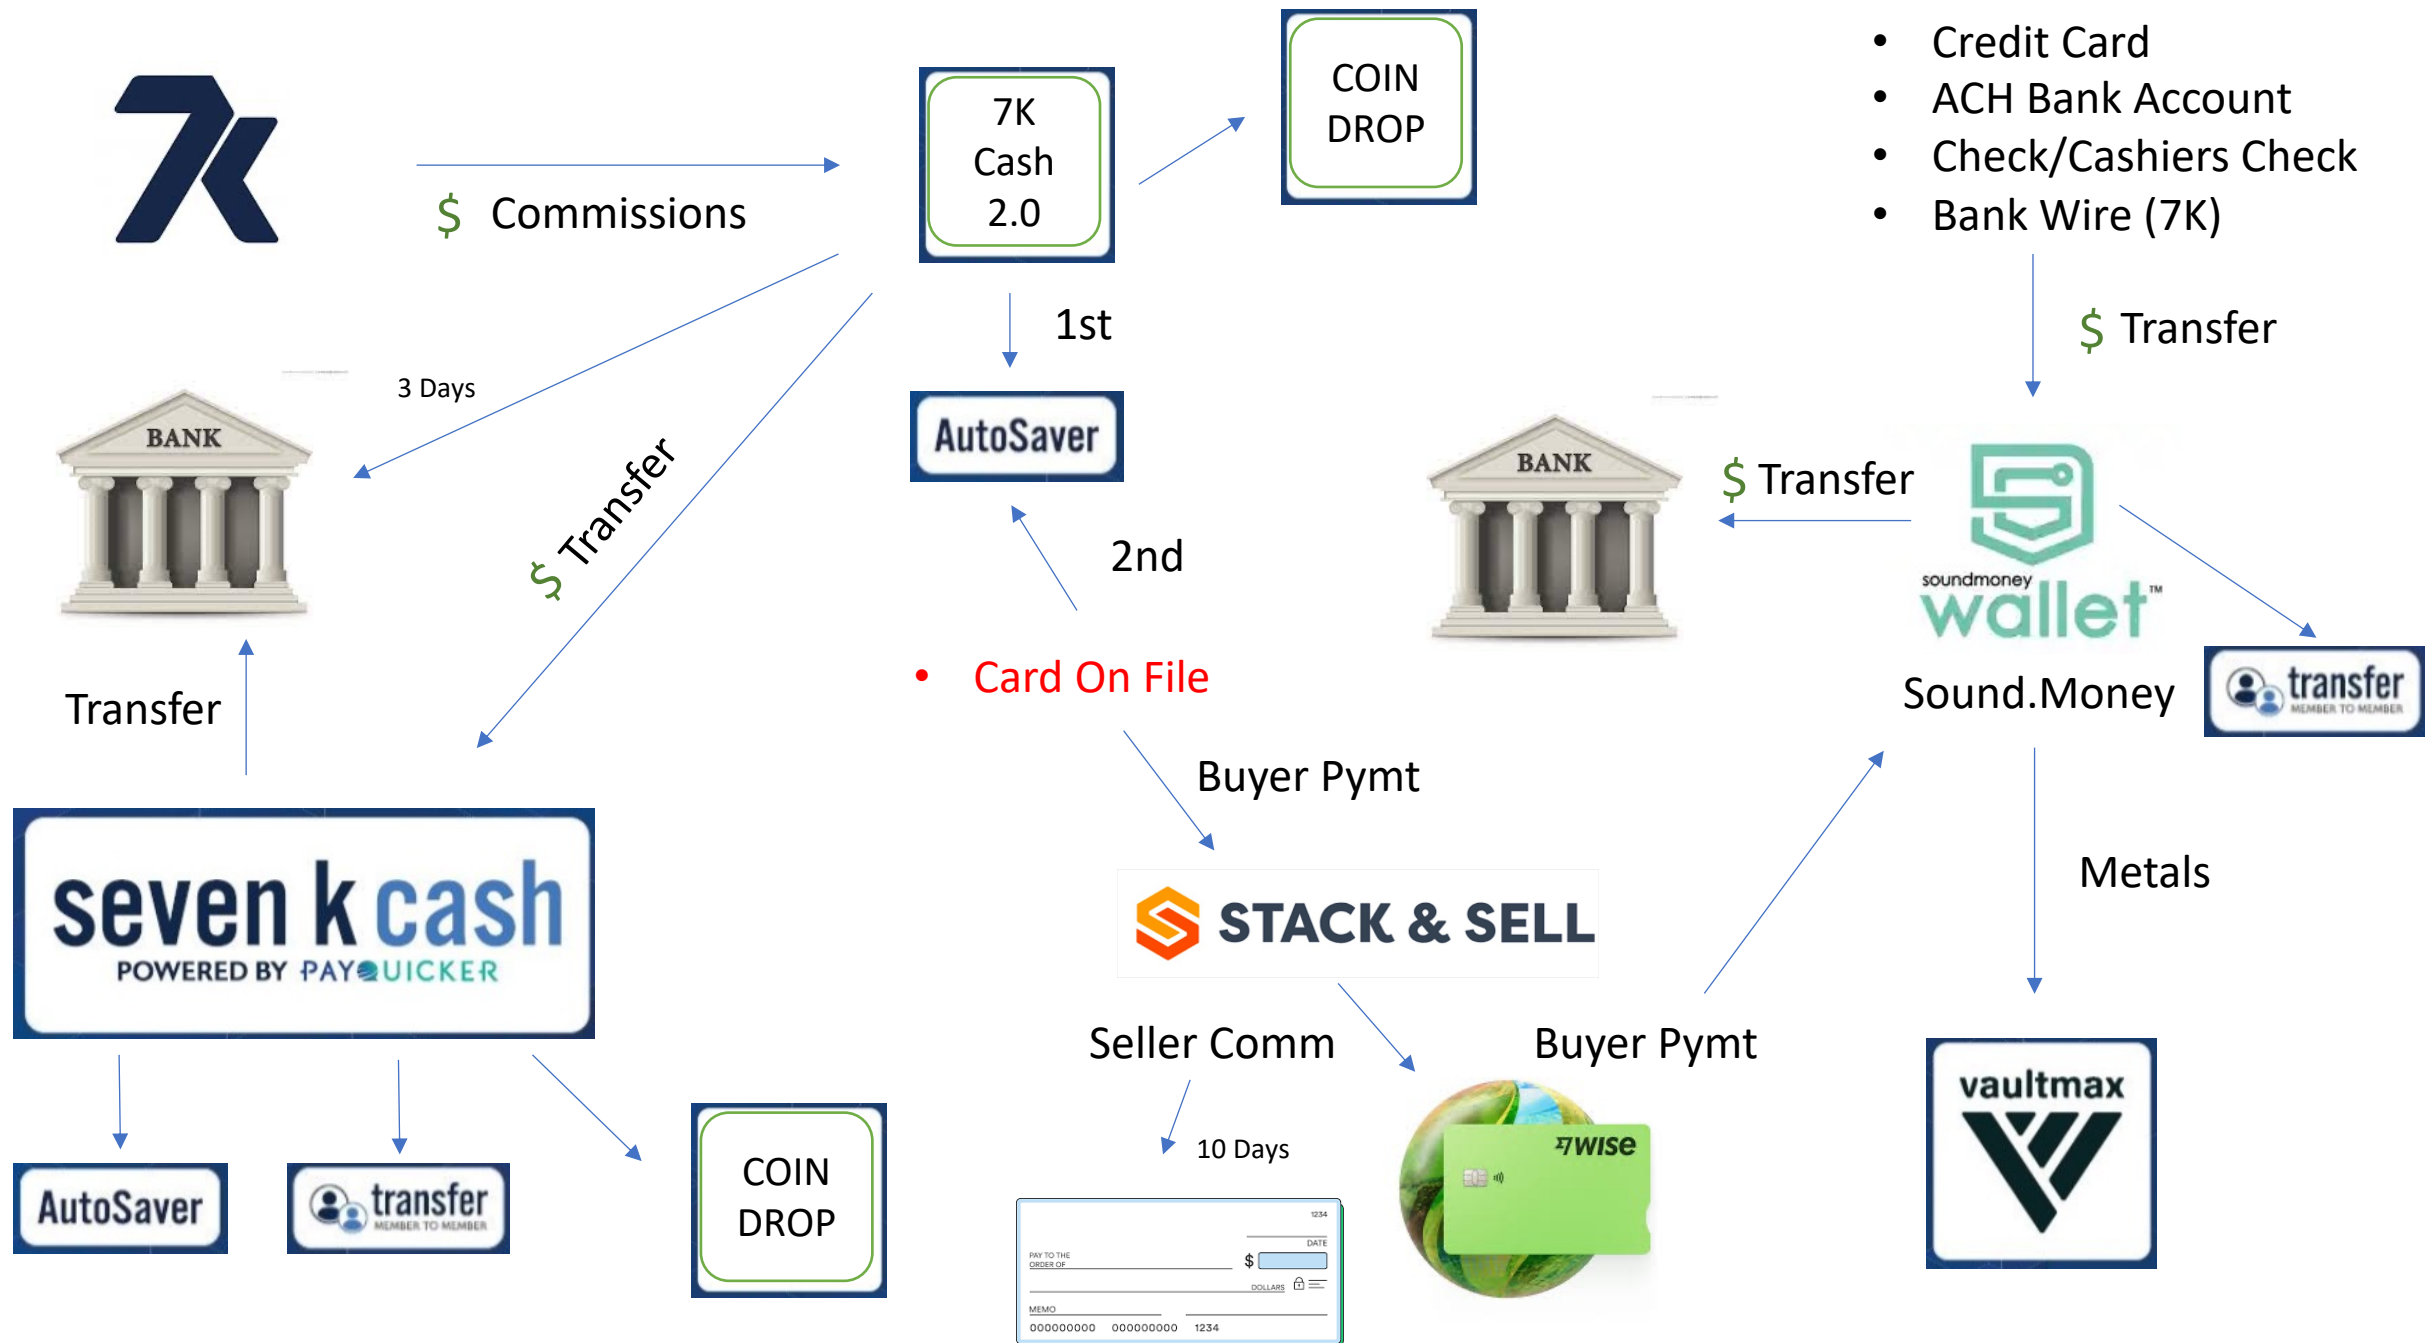 7k
$ Commissions
7K
Cash
2.0
COIN
DROP
• Credit Card
• ACH Bank Account
• Check/Cashiers Check
• Bank Wire (7K)
$ Transfer
1st
3 Days
BANK
AutoSaver
$ Transfer
2nd
BANK
$ Transfer
soundmoney
wallet™
Sound.Money
transfer
MEMBER TO MEMBER
• Card On File
Transfer
Buyer Pymt
seven k cash
POWERED BY PAYQUICKER
STACK & SELL
Metals
Seller Comm
Buyer Pymt
10 Days
AutoSaver
transfer
MEMBER TO MEMBER
COIN
DROP
1234
DATE
PAY TO THE
ORDER OF
$
DOLLARS
MEMO
000000000 000000000 1234
WISE
vaultmax